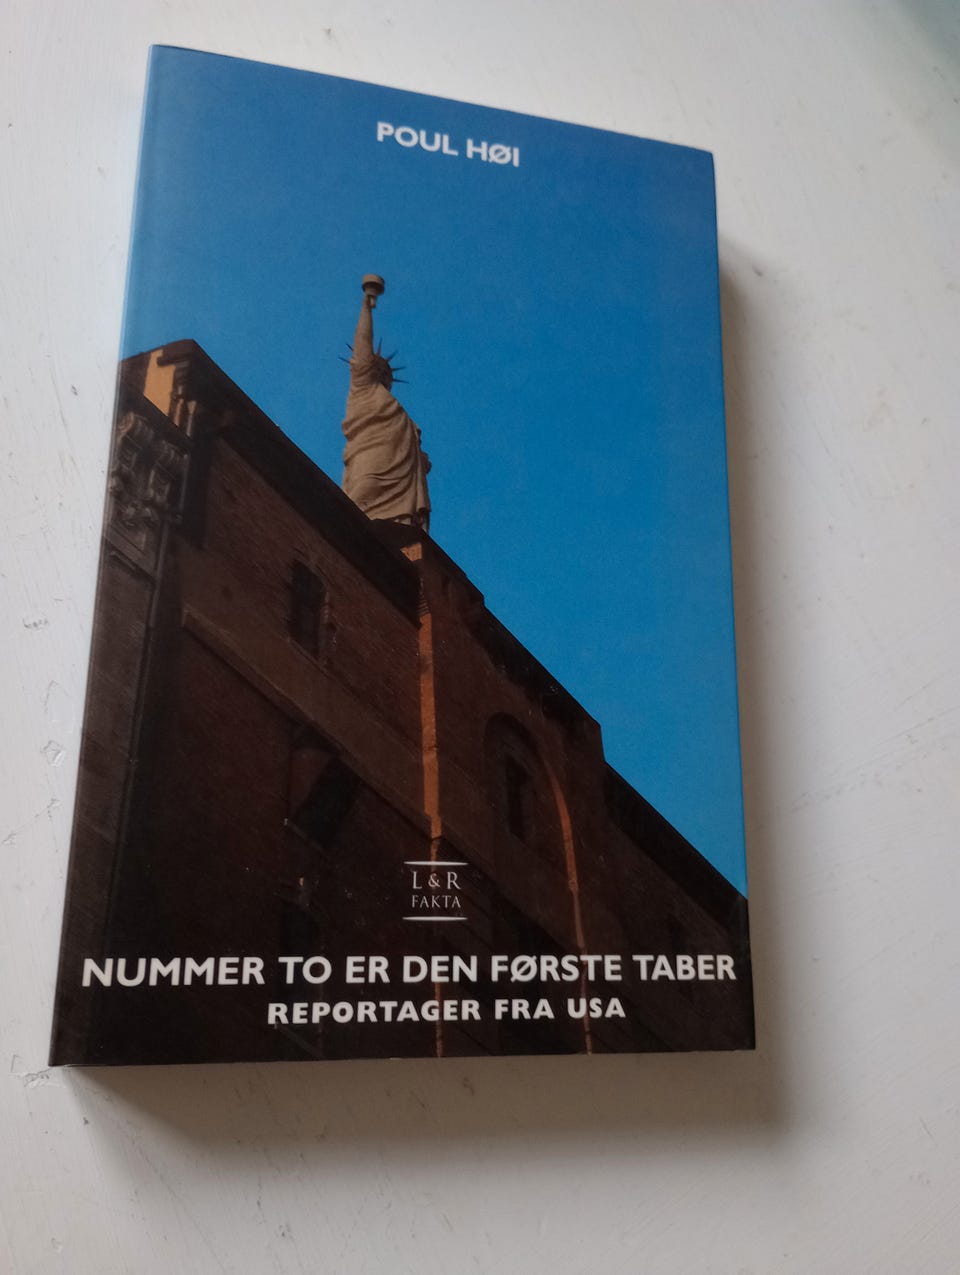 POUL HØI
L & R
FAKTA
NUMMER TO ER DEN FØRSTE TABER
REPORTAGER FRA USA